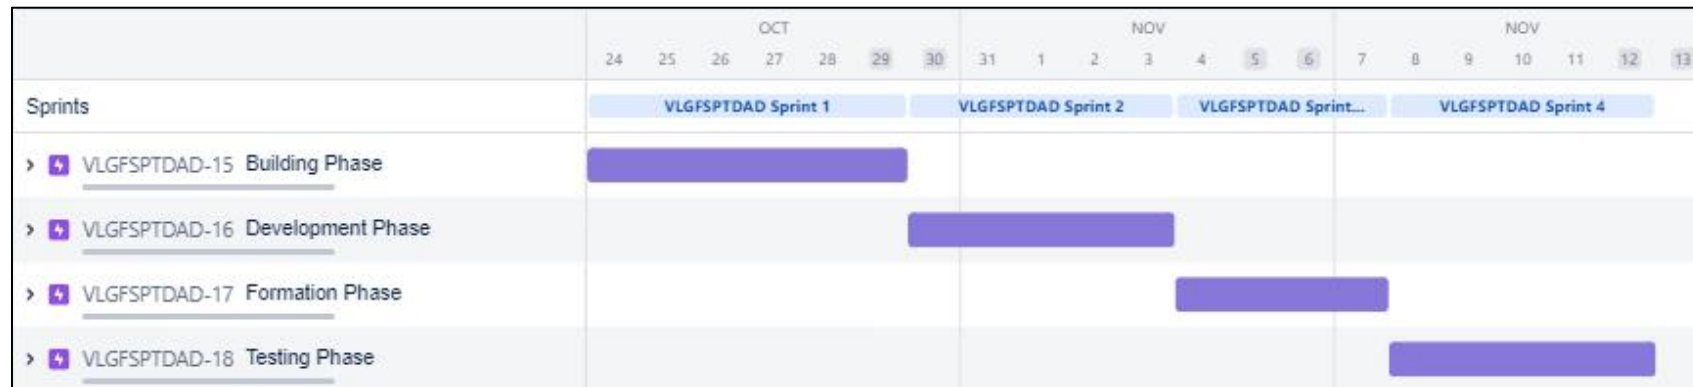 OCT NOV NOV
24 25 26 27 28 29 30 31 1 2 3 4 5 6 7 8 9 10 11 12 13
Sprints VLGFSPTDAD Sprint 1 VLGFSPTDAD Sprint 2 VLGFSPTDAD Sprint... VLGFSPTDAD Sprint 4
VLGFSPTDAD-15 Building Phase
VLGFSPTDAD-16 Development Phase
VLGFSPTDAD-17 Formation Phase
VLGFSPTDAD-18 Testing Phase